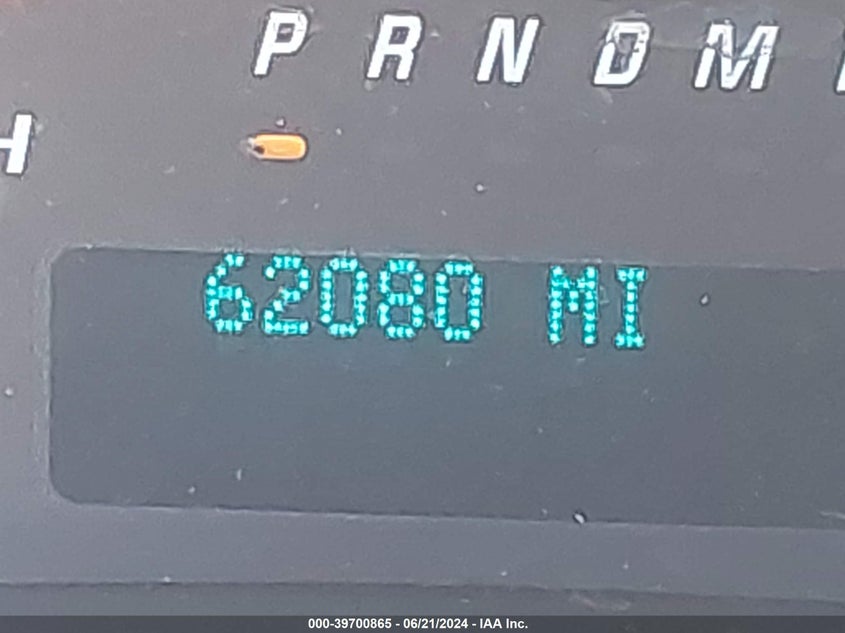 P R N D M
H
62080 MI
000-39700865 - 06/21/2024 - IAA Inc.